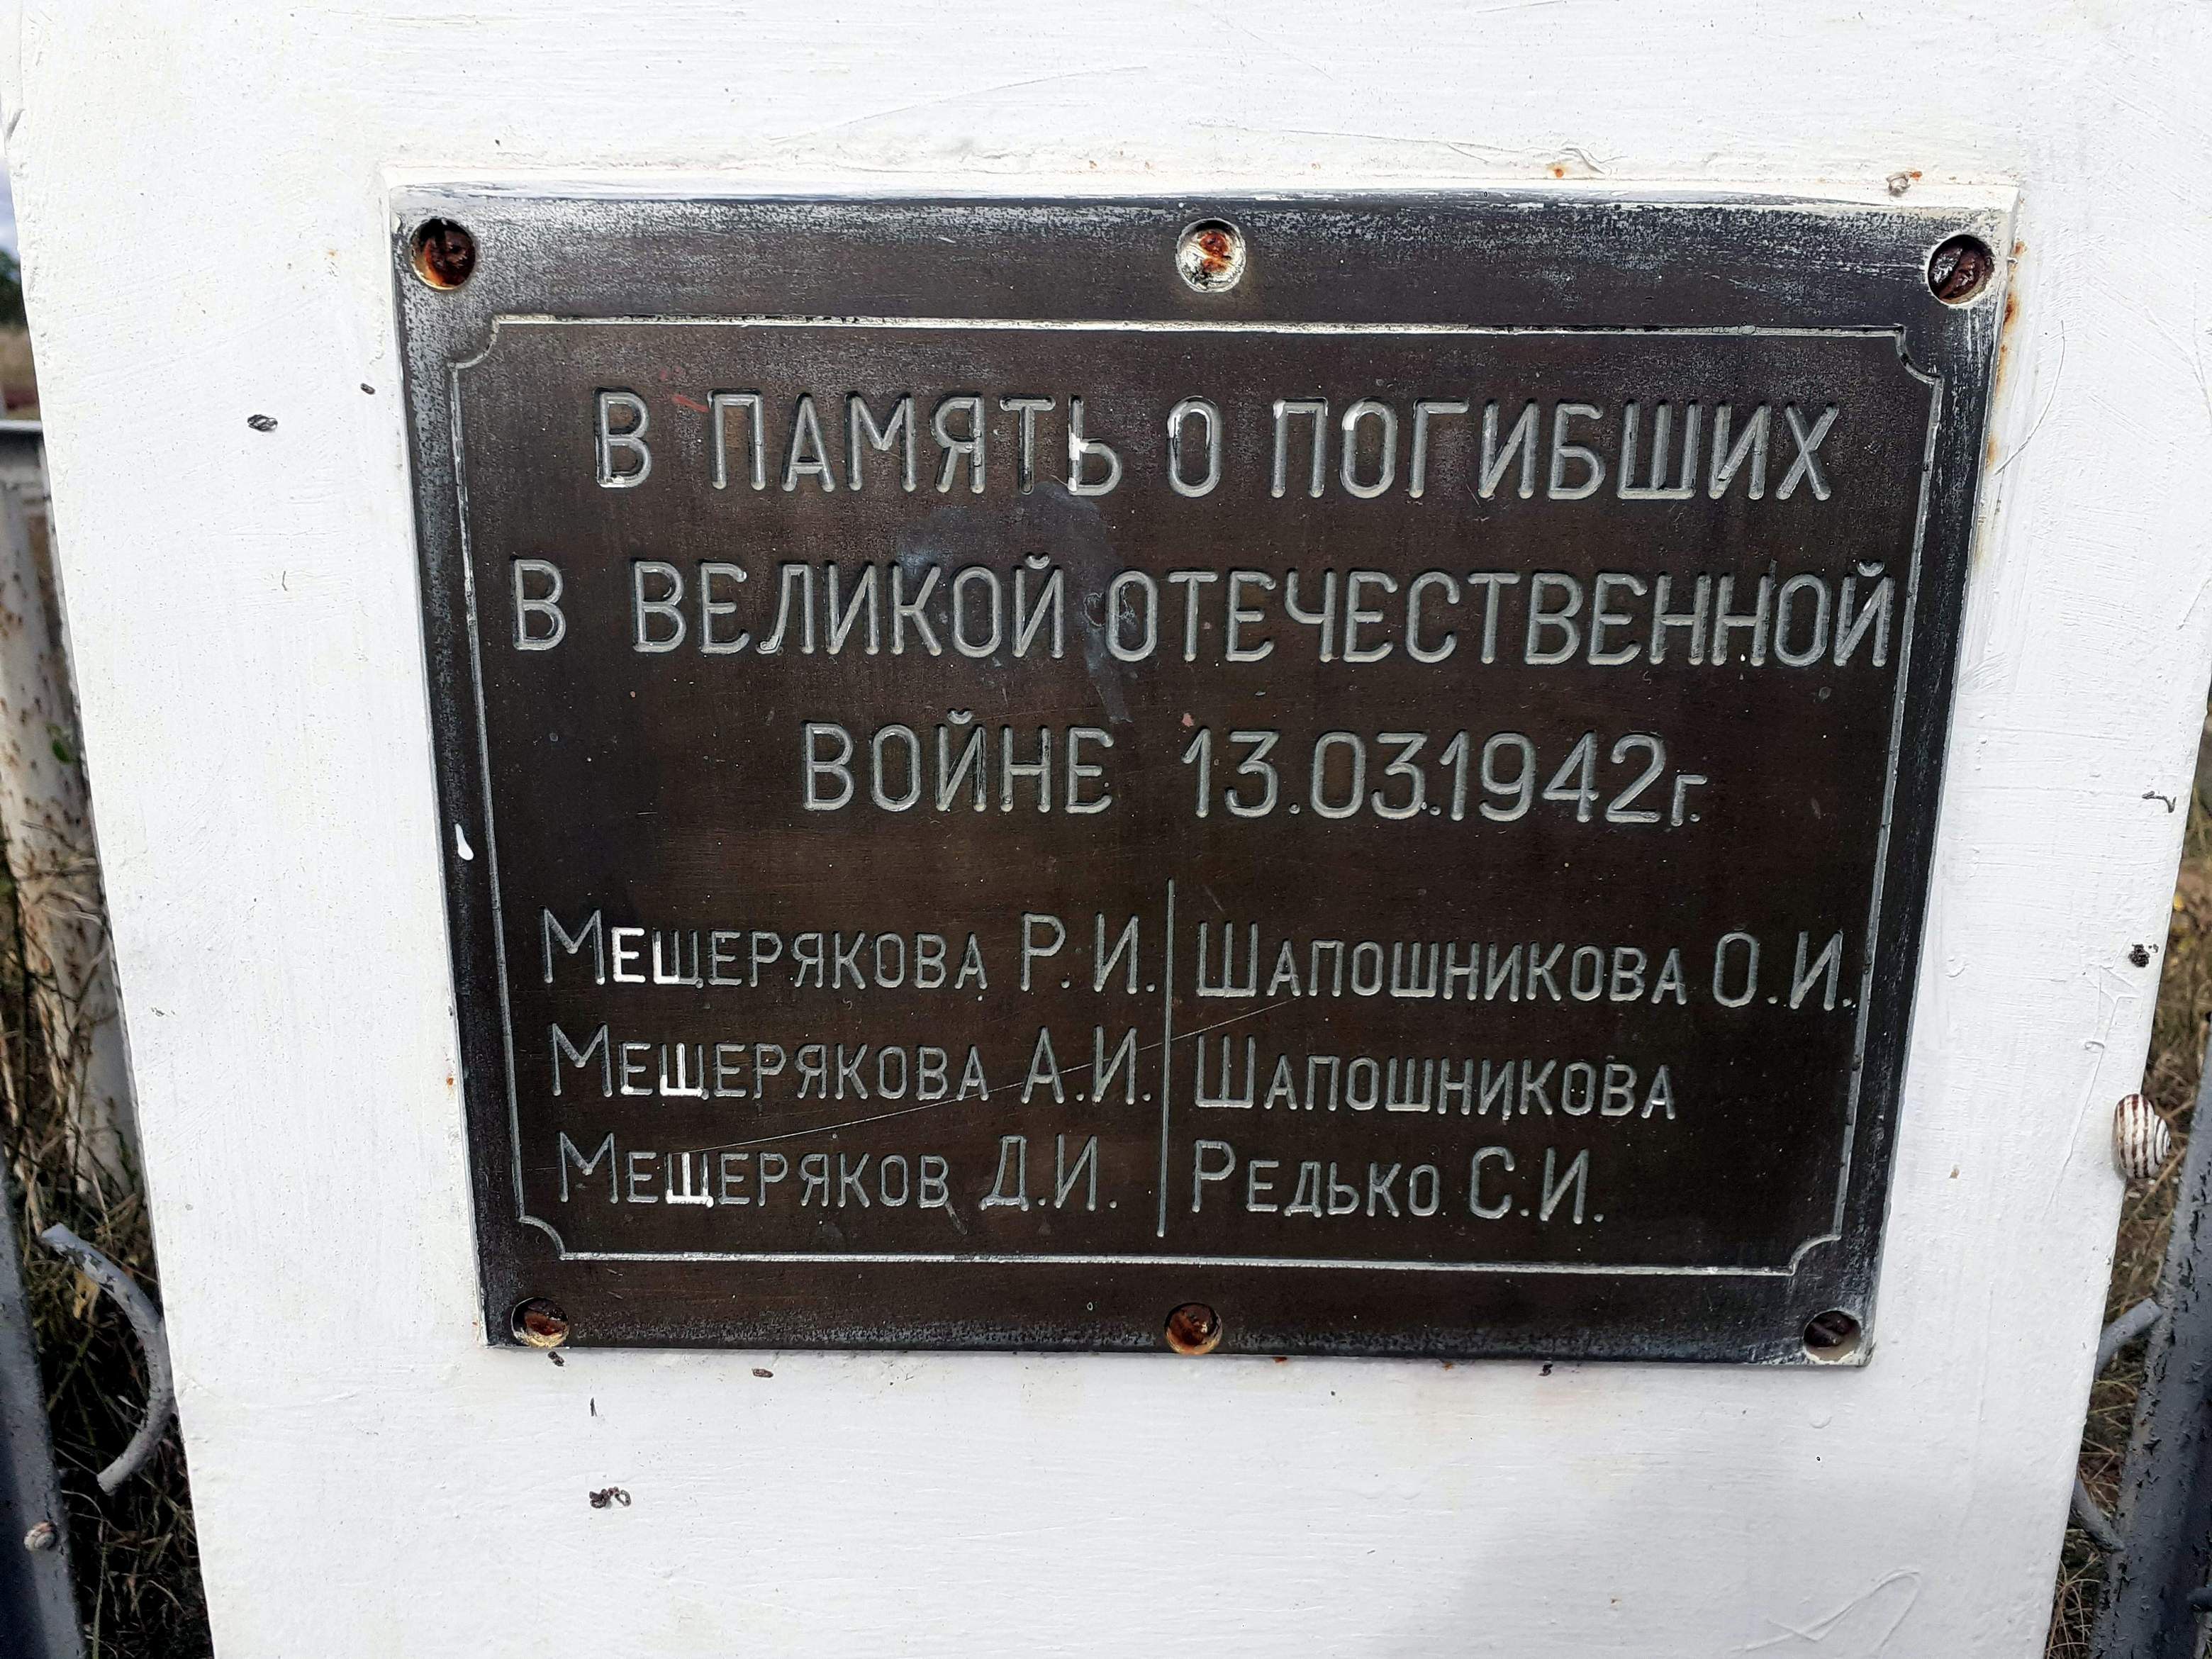 В ПАМЯТЬ О ПОГИБШИХ
В ВЕЛИКОЙ ОТЕЧЕСТВЕННОЙ
ВОЙНЕ 13.03.1942г.
МЕЩЕРЯКОВА Р.И.
МЕЩЕРЯКОВА А.И.
МЕЩЕРЯКОВ Д.И.
ШАПОШНИКОВА О.И.
ШАПОШНИКОВА
РЕДЬКО С.И.